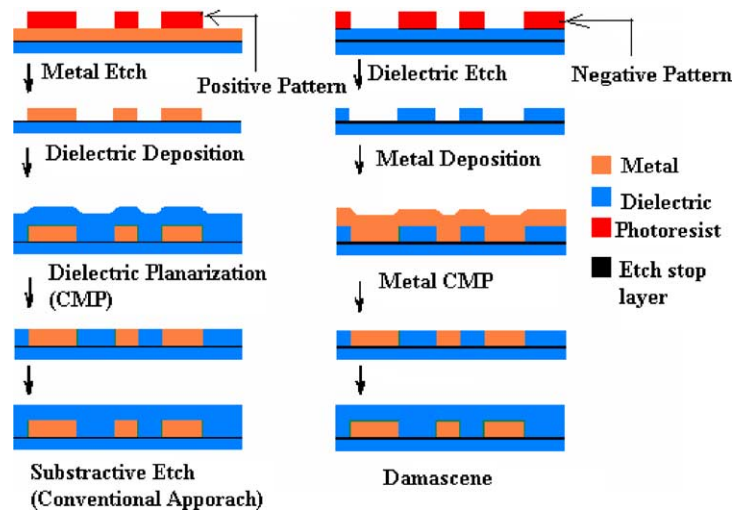 Metal Etch
Positive Pattern
Dielectric Deposition
Dielectric Planarization
(CMP)
Substractive Etch
(Conventional Apporach)
Dielectric Etch
Negative Pattern
Metal Deposition
Metal CMP
Damascene
Metal
Dielectric
Photoresist
Etch stop
layer